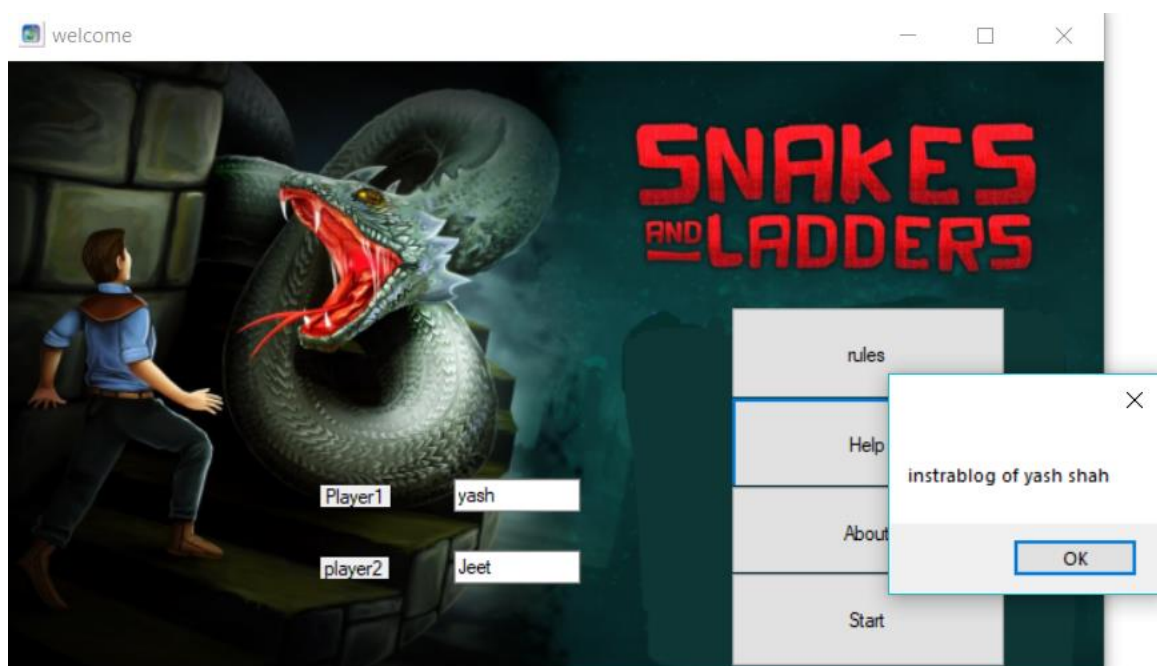 welcome
SNAKES
AND LADDERS
rules
Help
About
Start
Player1
yash
player2
Jeet
instrablog of yash shah
OK